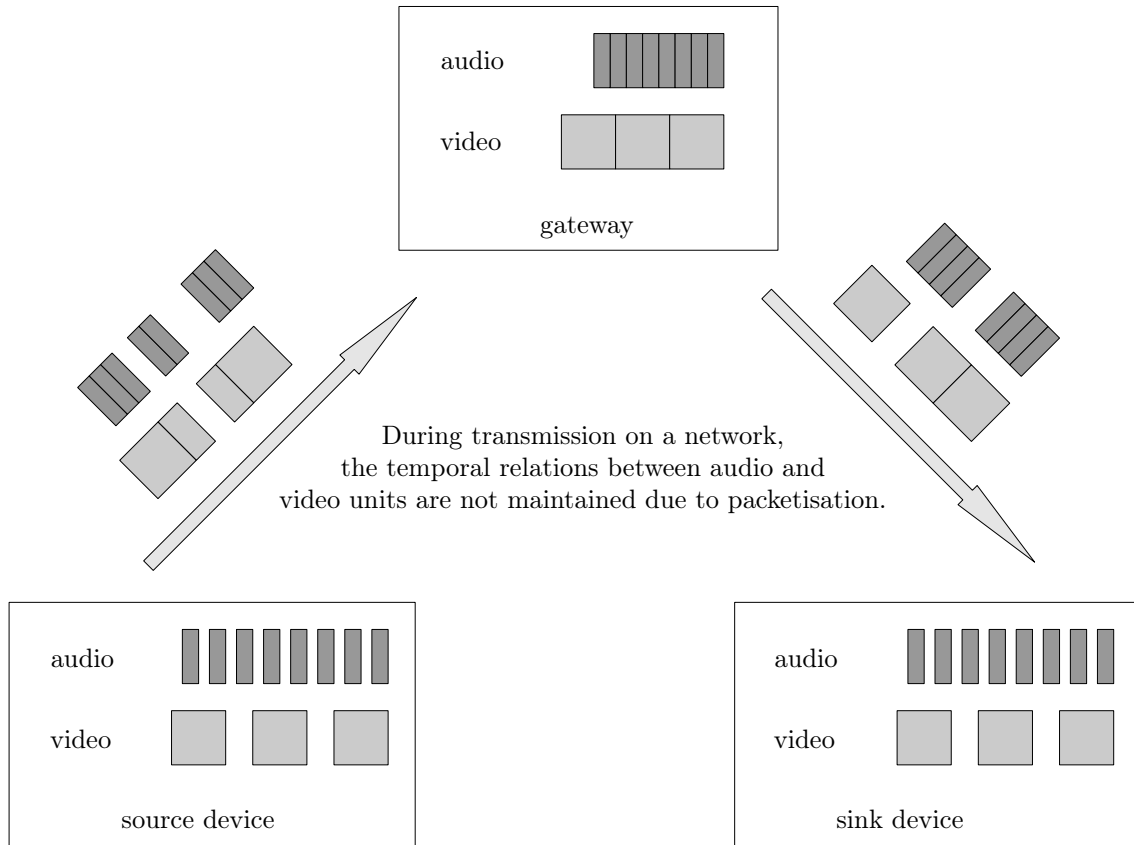 audio
video
gateway
During transmission on a network,
the temporal relations between audio and
video units are not maintained due to packetisation.
audio
video
source device
audio
video
sink device